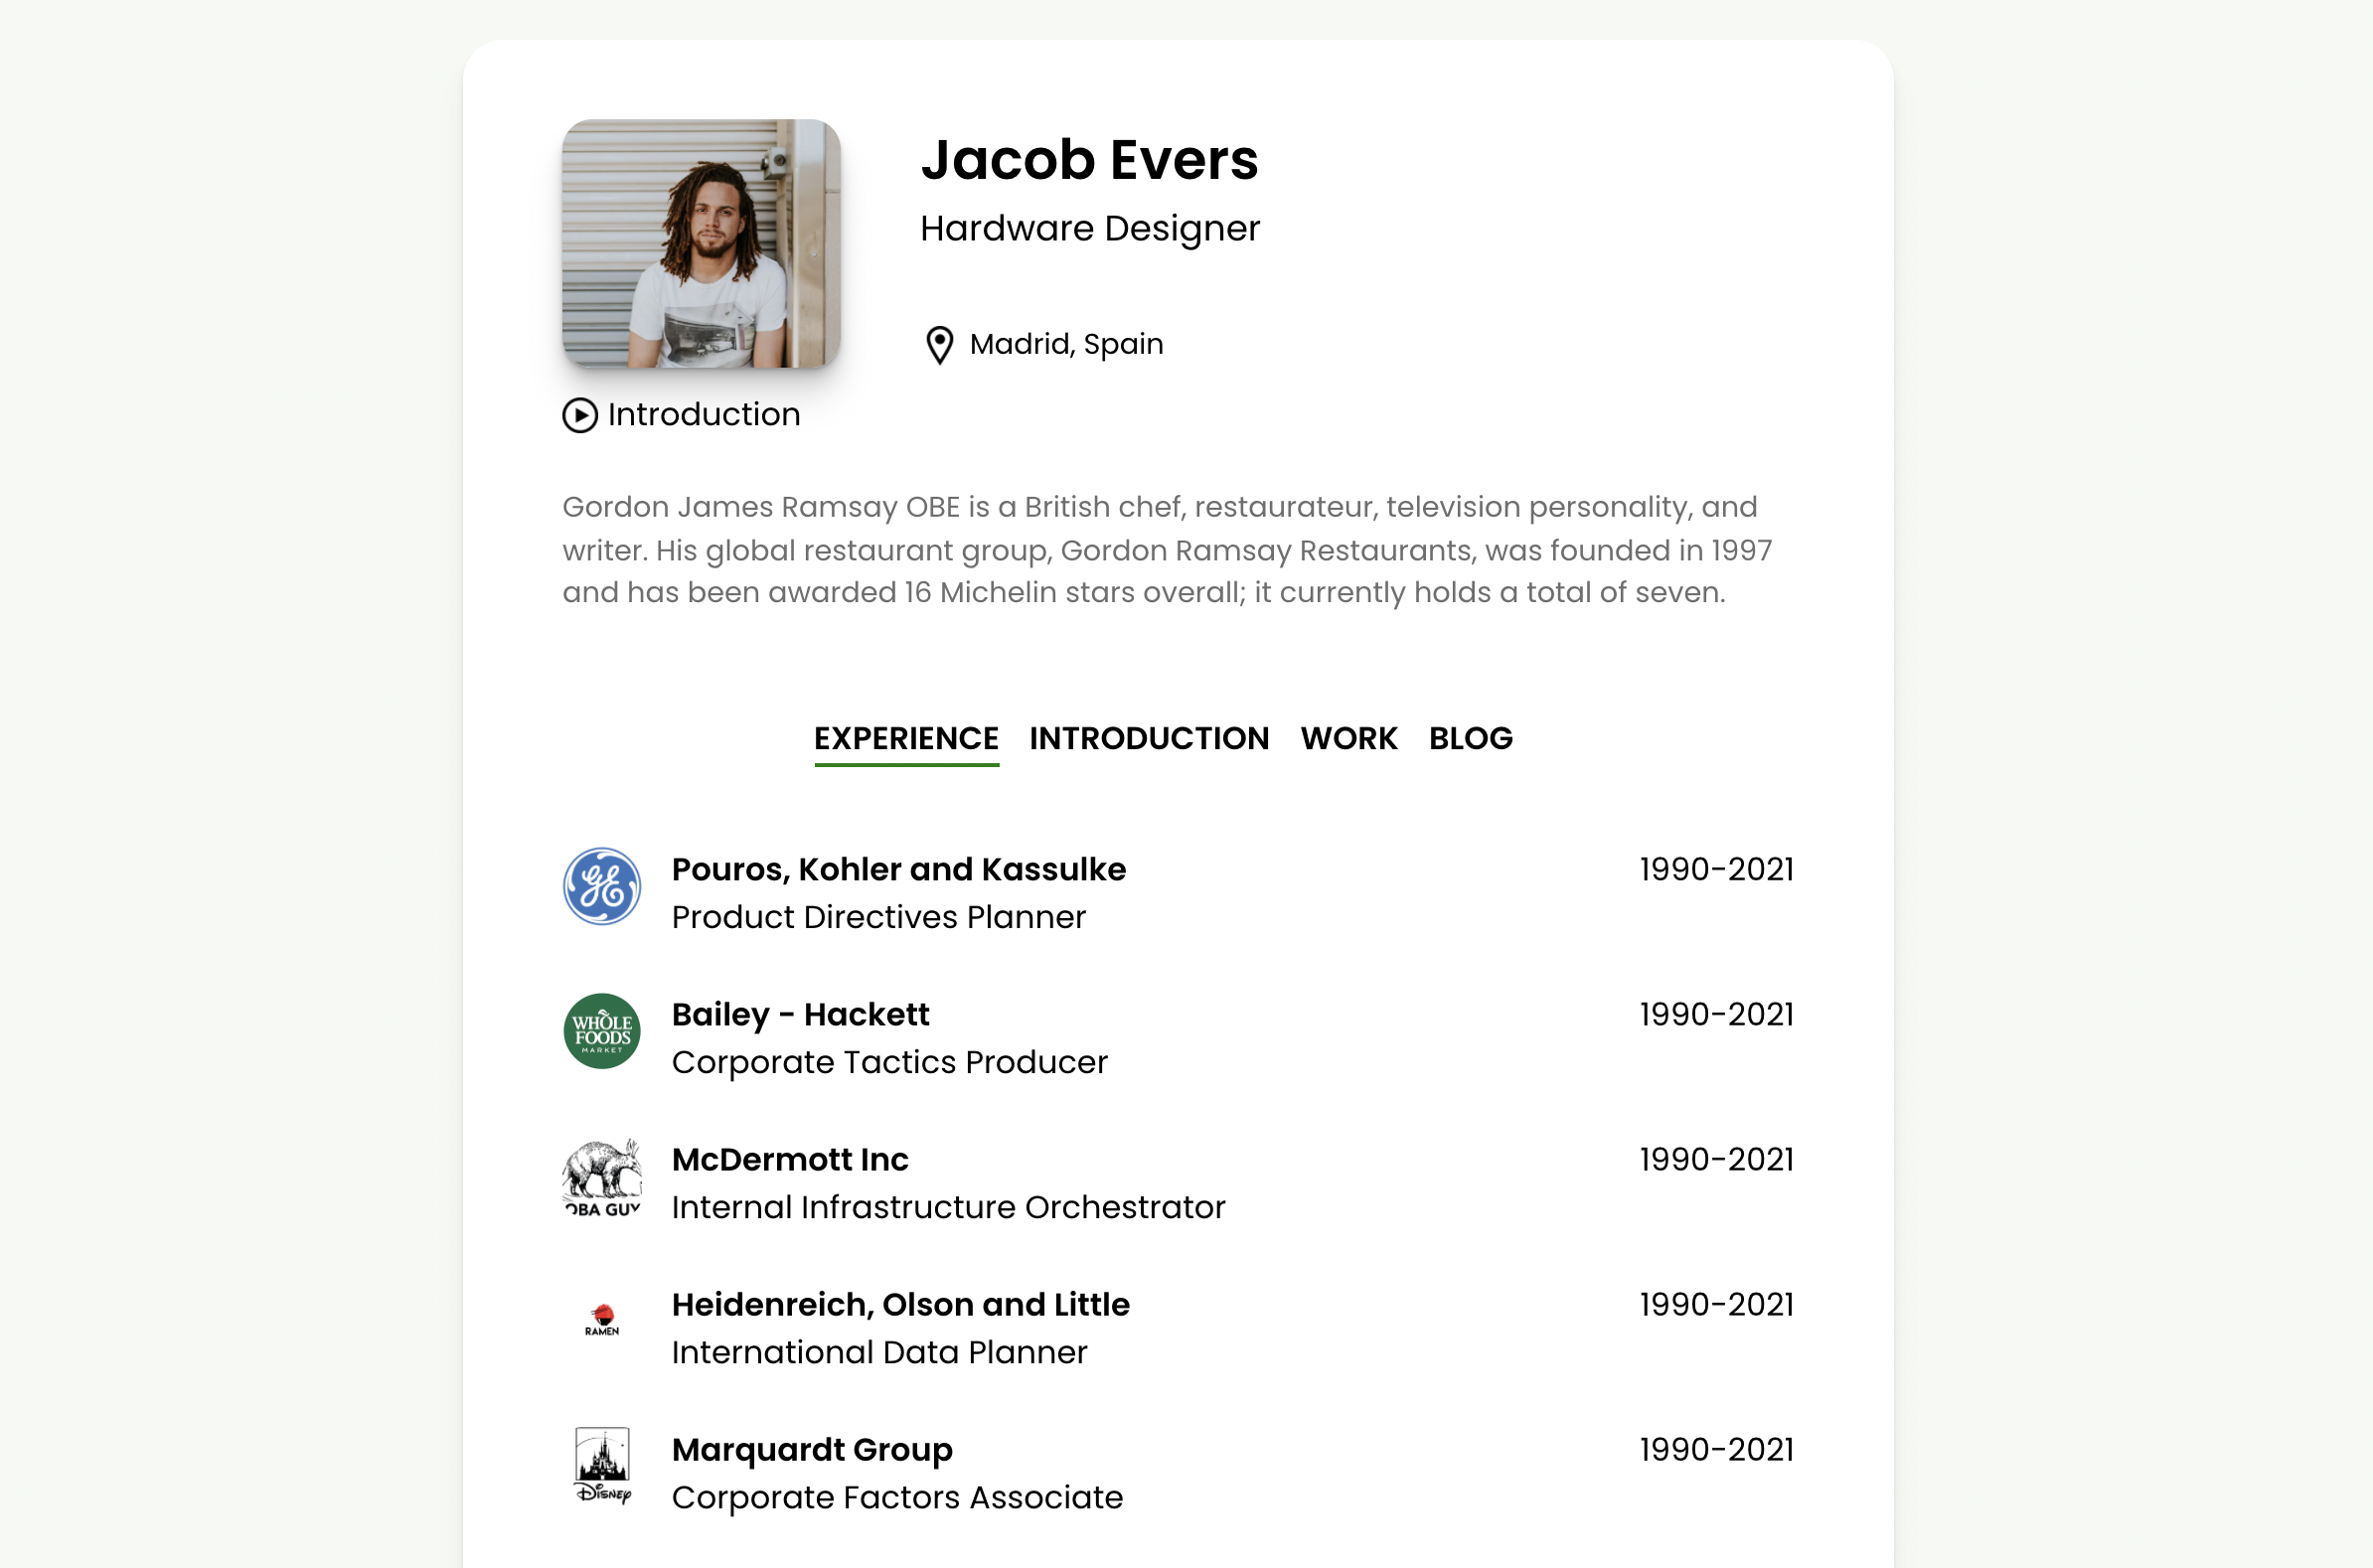 Jacob Evers
Hardware Designer
Madrid, Spain
Introduction
Gordon James Ramsay OBE is a British chef, restaurateur, television personality, and
writer. His global restaurant group, Gordon Ramsay Restaurants, was founded in 1997
and has been awarded 16 Michelin stars overall; it currently holds a total of seven.
EXPERIENCE INTRODUCTION WORK BLOG
GE
Pouros, Kohler and Kassulke 1990-2021
Product Directives Planner
WHOLE
FOODS
MARKET
Bailey - Hackett 1990-2021
Corporate Tactics Producer
OBA GUY
McDermott Inc 1990-2021
Internal Infrastructure Orchestrator
RAMEN
Heidenreich, Olson and Little 1990-2021
International Data Planner
Disney
Marquardt Group 1990-2021
Corporate Factors Associate